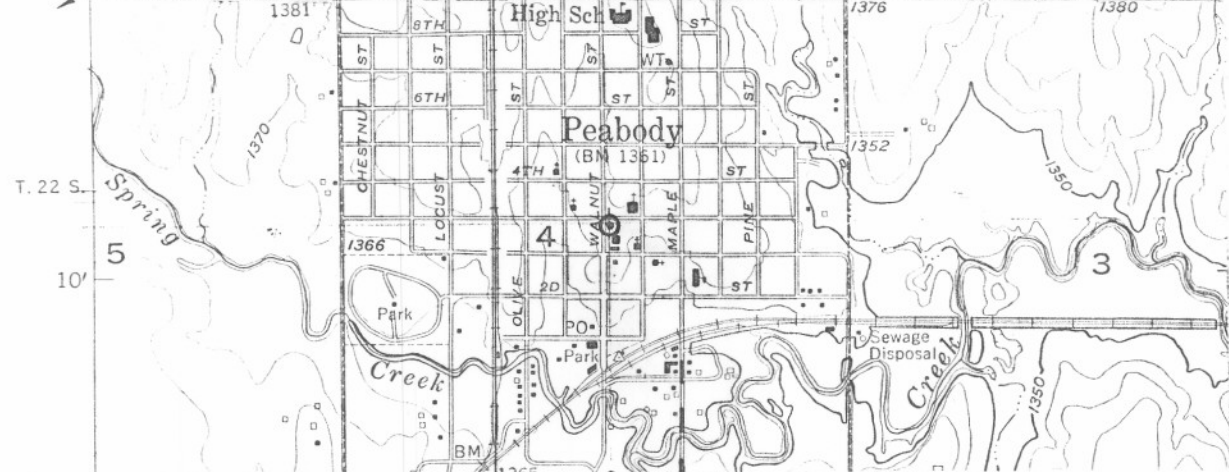 1381
High Sch
ST
1376
1380
8TH
ST
ST
ST
WT
6TH
ST
ST
ST
ST
Peabody
(BM 1361)
1370
CHESTNUT
4TH
ST
1352
1350
T. 22 S.
Spring
LOCUST
WALNUT
MAPLE
PINE
5
1366
4
3
10'
OLIVE
2D
ST
Park
PO
Park
Sewage
Disposal
Creek
Creek
1350
BM
1365